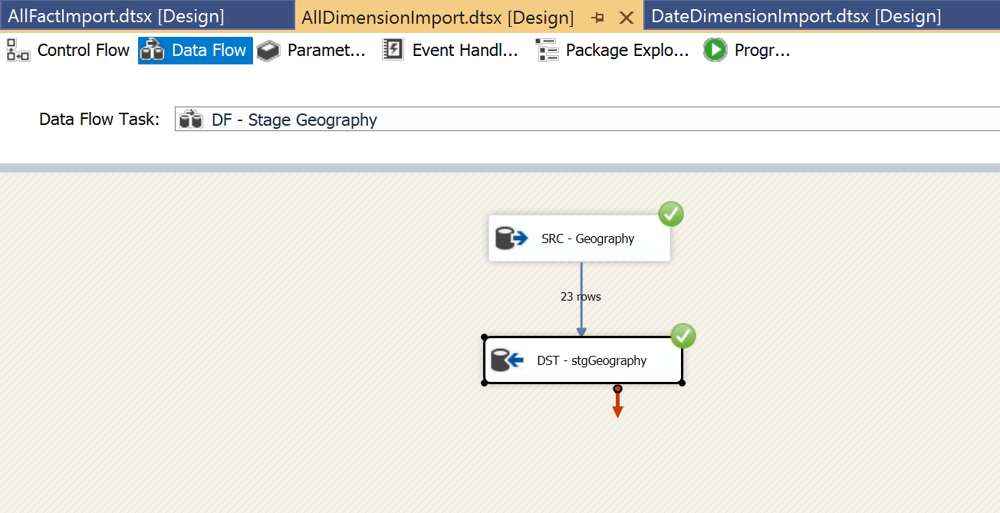 AllFactImport.dtsx [Design] AllDimensionImport.dtsx [Design] DateDimensionImport.dtsx [Design]
Control Flow Data Flow Paramet... Event Handl... Package Explo... Progr...
Data Flow Task: DF - Stage Geography
SRC - Geography
23 rows
DST - stgGeography